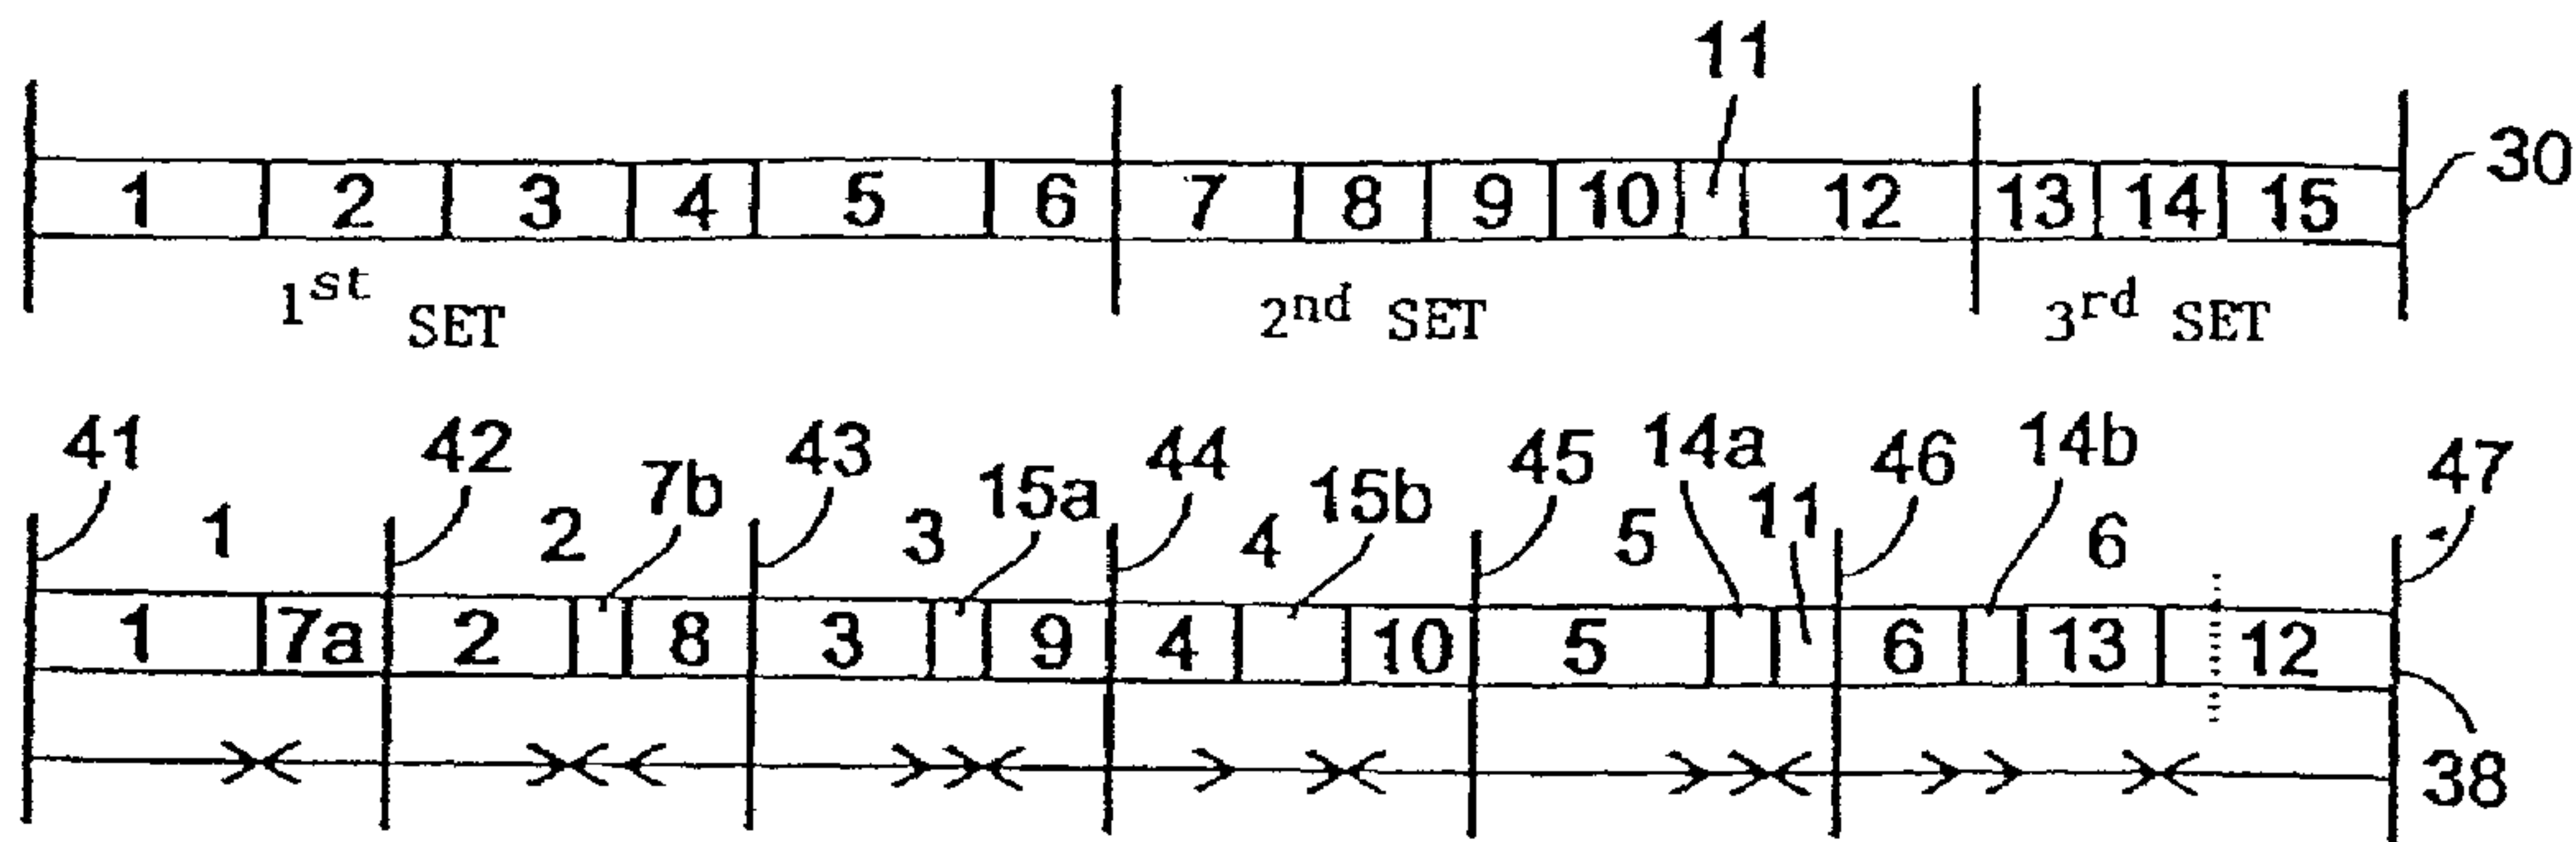 11
1 2 3 4 5 6 7 8 9 10 12 13 14 15 30
1st SET 2nd SET 3rd SET
41 42 7b 43 15a 44 15b 45 14a 11 46 14b 47
1 2 3 4 5 6
1 7a 2 8 3 9 4 10 5 6 13 12
38